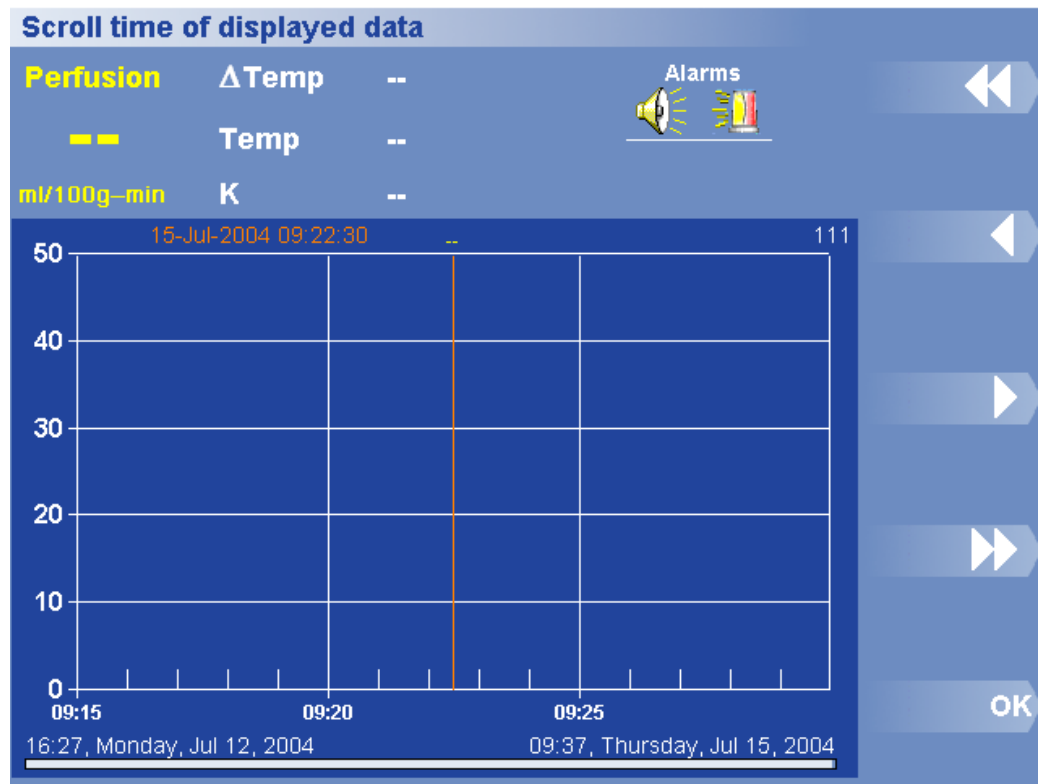 Scroll time of displayed data
Perfusion ΔTemp -- Alarms
-- Temp --
ml/100g–min K --
15-Jul-2004 09:22:30 -- 111
50
40
30
20
10
0
09:15 09:20 09:25
16:27, Monday, Jul 12, 2004 09:37, Thursday, Jul 15, 2004
OK